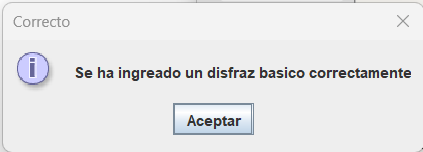 Correcto
Se ha ingreado un disfraz basico correctamente
Aceptar